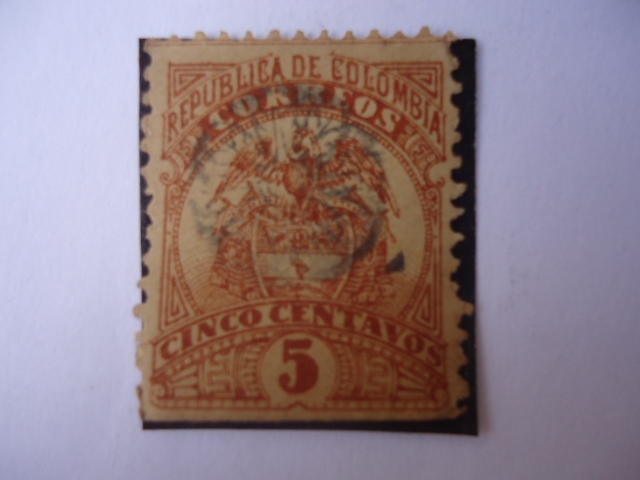 REPUBLICA DE COLOMBIA
CORREOS
CINCO CENTAVOS
5